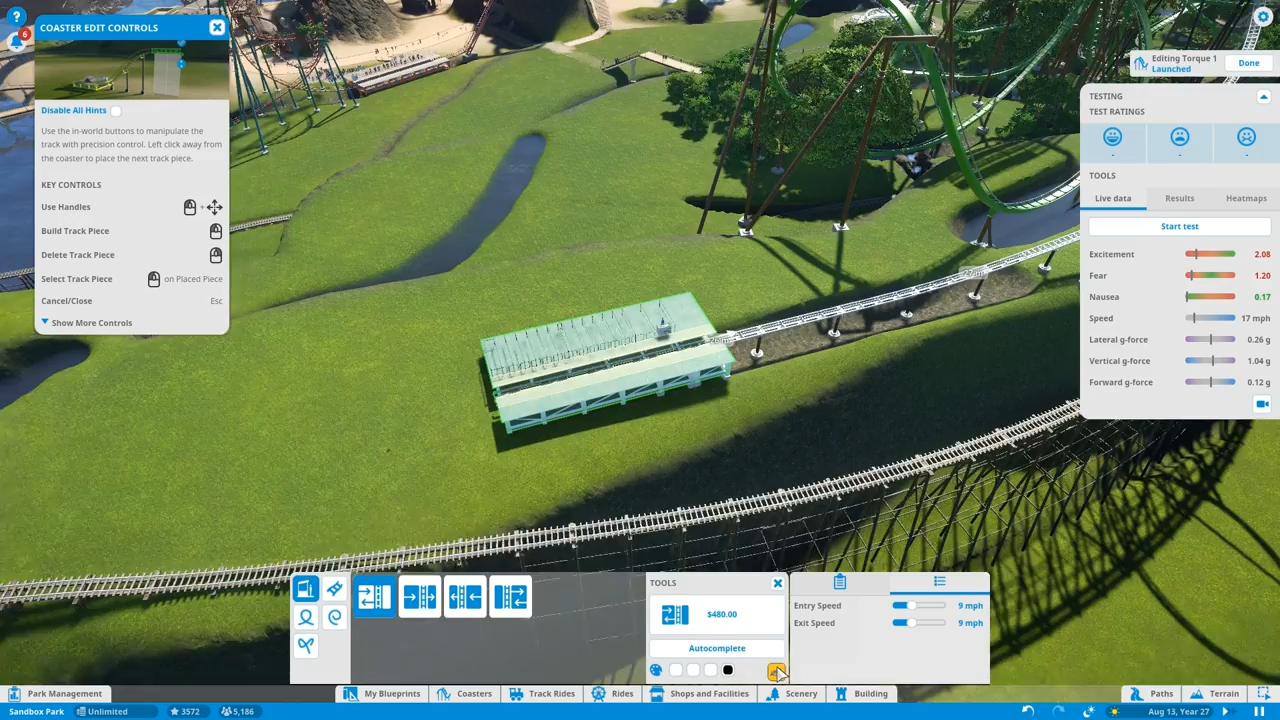 ?
6
COASTER EDIT CONTROLS
Disable All Hints
Use the in-world buttons to manipulate the
track with precision control. Left click away from
the coaster to place the next track piece.
KEY CONTROLS
Use Handles +
Build Track Piece
Delete Track Piece
Select Track Piece on Placed Piece
Cancel/Close Esc
Show More Controls
Editing Torque 1
Launched
Done
TESTING
TEST RATINGS
- - -
TOOLS
Live data Results Heatmaps
Start test
Excitement 2.08
Fear 1.20
Nausea 0.17
Speed 17 mph
Lateral g-force 0.26 g
Vertical g-force 1.04 g
Forward g-force 0.12 g
TOOLS
$480.00
Autocomplete
Entry Speed 9 mph
Exit Speed 9 mph
Park Management My Blueprints Coasters Track Rides Rides Shops and Facilities Scenery Building Paths Terrain
Sandbox Park Unlimited 3572 5,186 Aug 13, Year 27